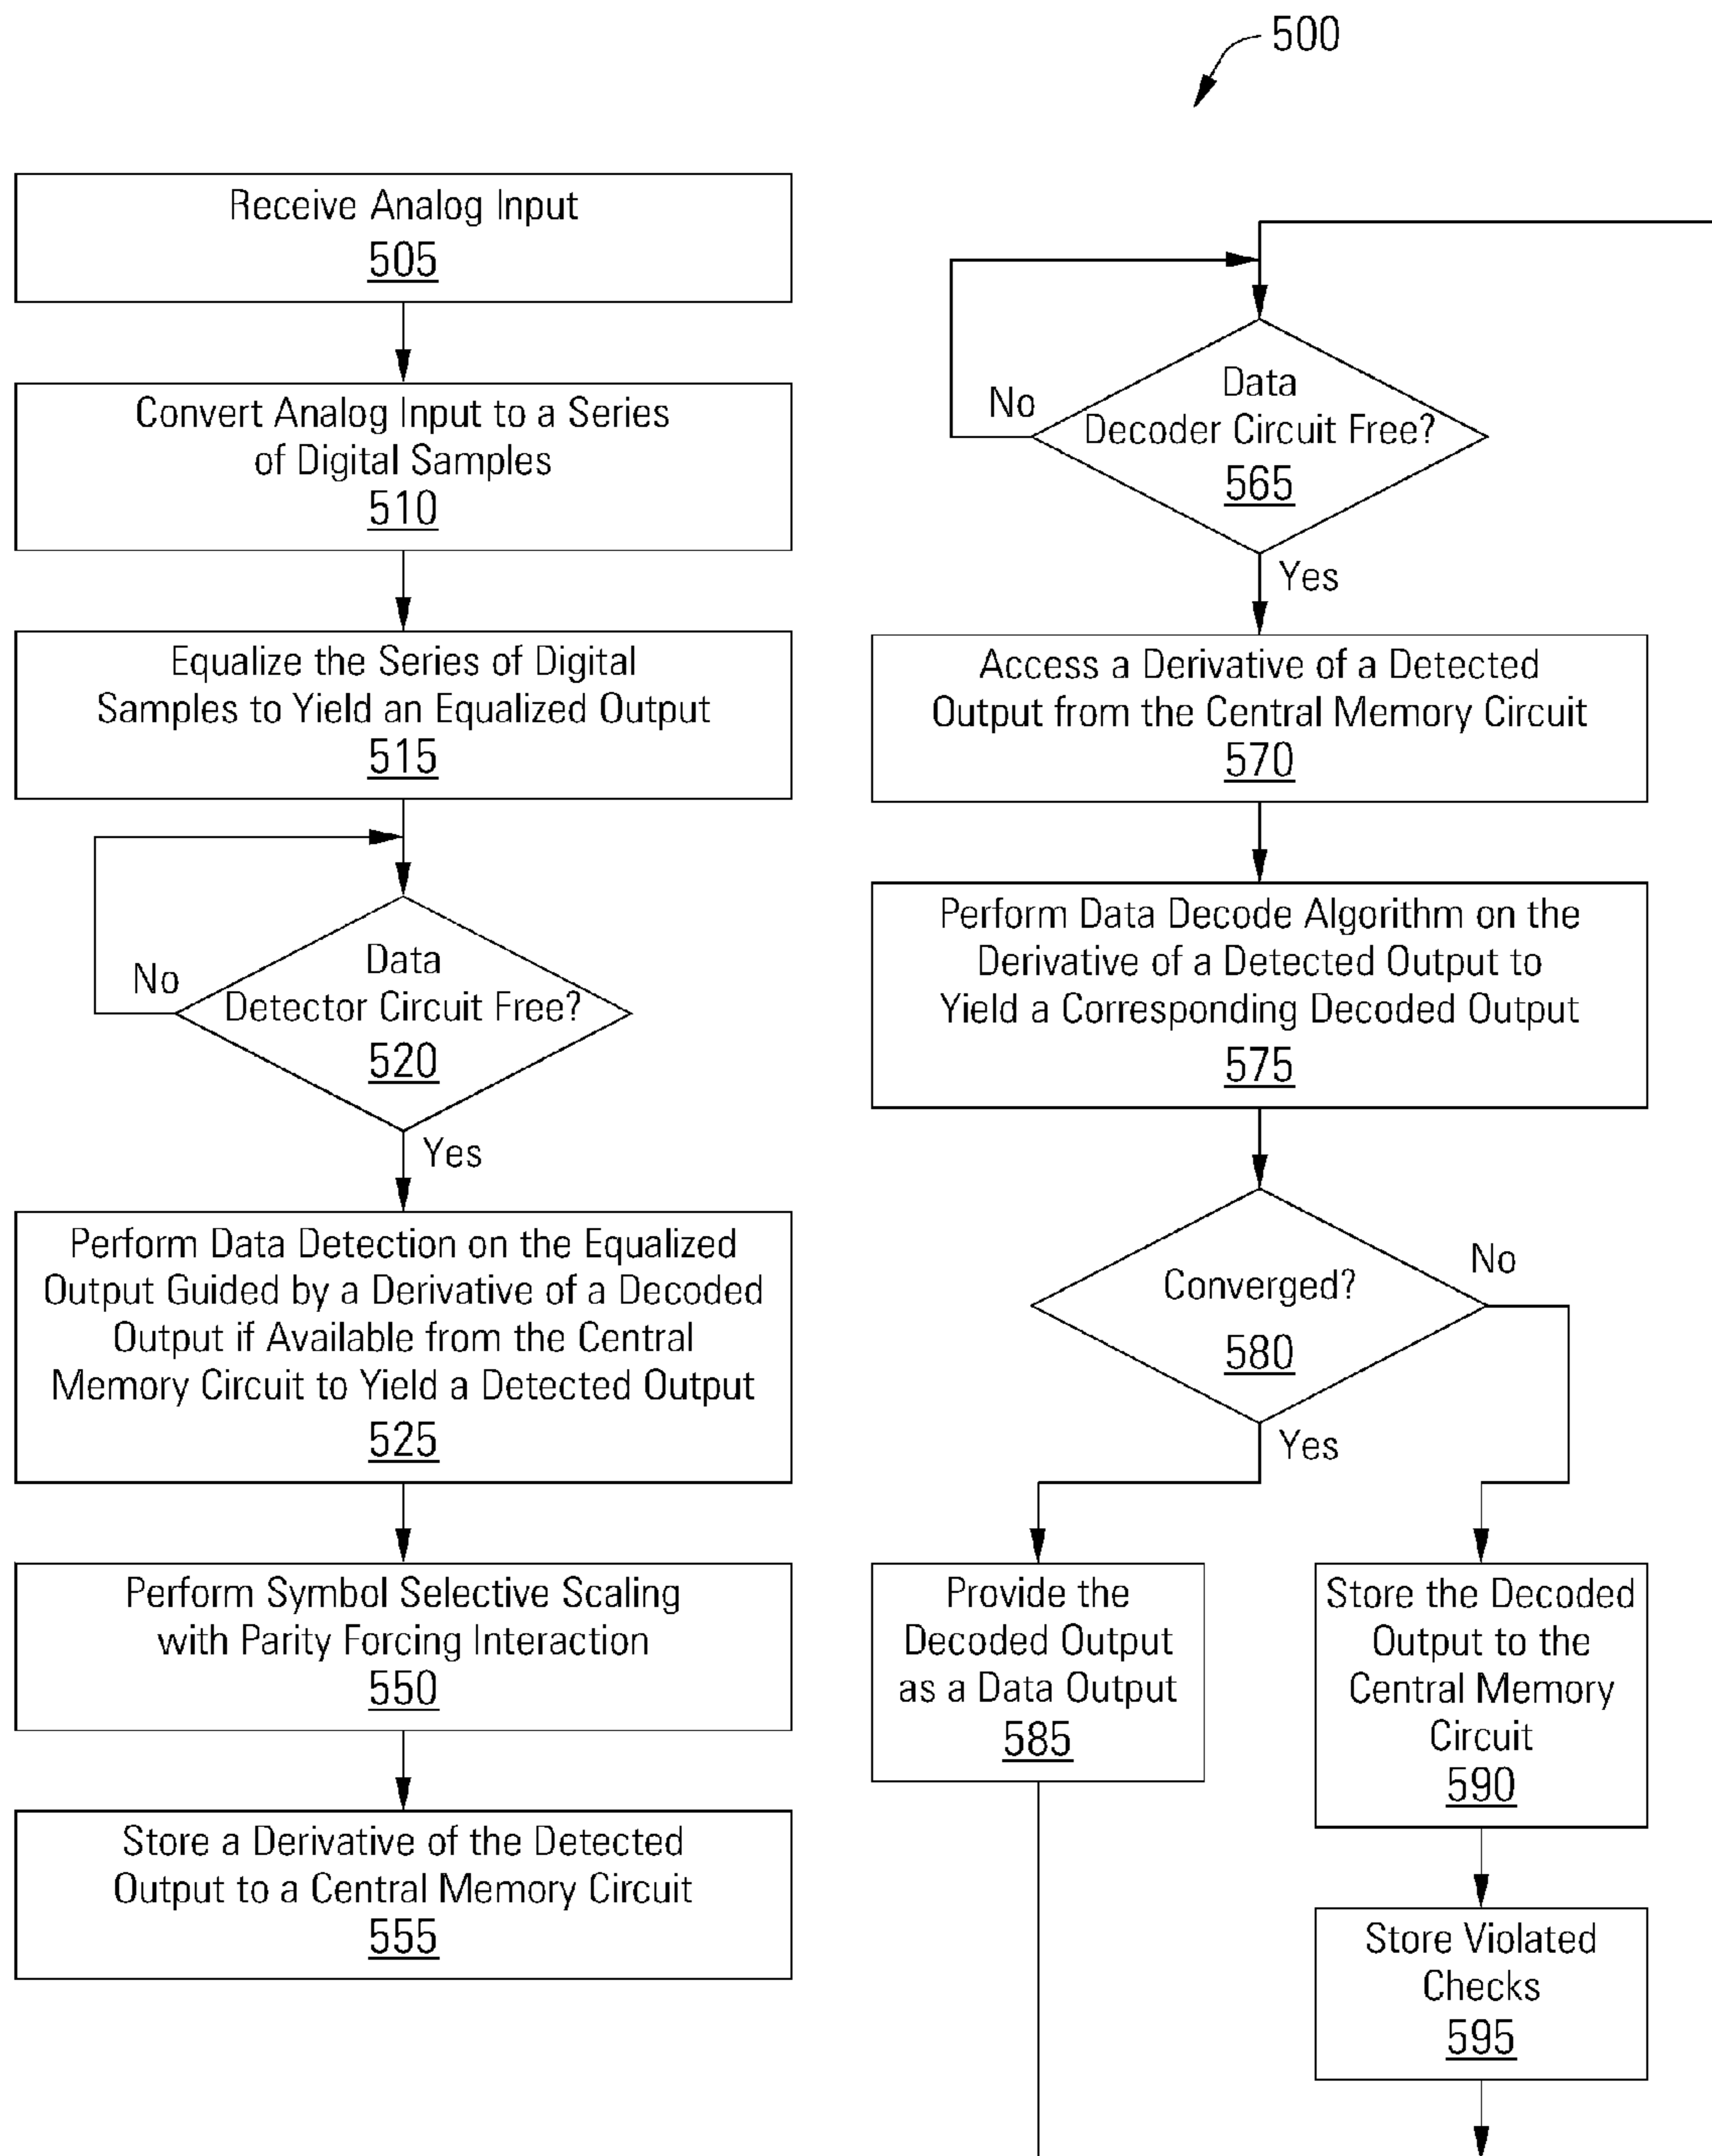 500
Receive Analog Input
505
Convert Analog Input to a Series
of Digital Samples
510
Equalize the Series of Digital
Samples to Yield an Equalized Output
515
No
Data
Detector Circuit Free?
520
Yes
Perform Data Detection on the Equalized
Output Guided by a Derivative of a Decoded
Output if Available from the Central
Memory Circuit to Yield a Detected Output
525
Perform Symbol Selective Scaling
with Parity Forcing Interaction
550
Store a Derivative of the Detected
Output to a Central Memory Circuit
555
No
Data
Decoder Circuit Free?
565
Yes
Access a Derivative of a Detected
Output from the Central Memory Circuit
570
Perform Data Decode Algorithm on the
Derivative of a Detected Output to
Yield a Corresponding Decoded Output
575
Converged?
580
No
Yes
Provide the
Decoded Output
as a Data Output
585
Store the Decoded
Output to the
Central Memory
Circuit
590
Store Violated
Checks
595